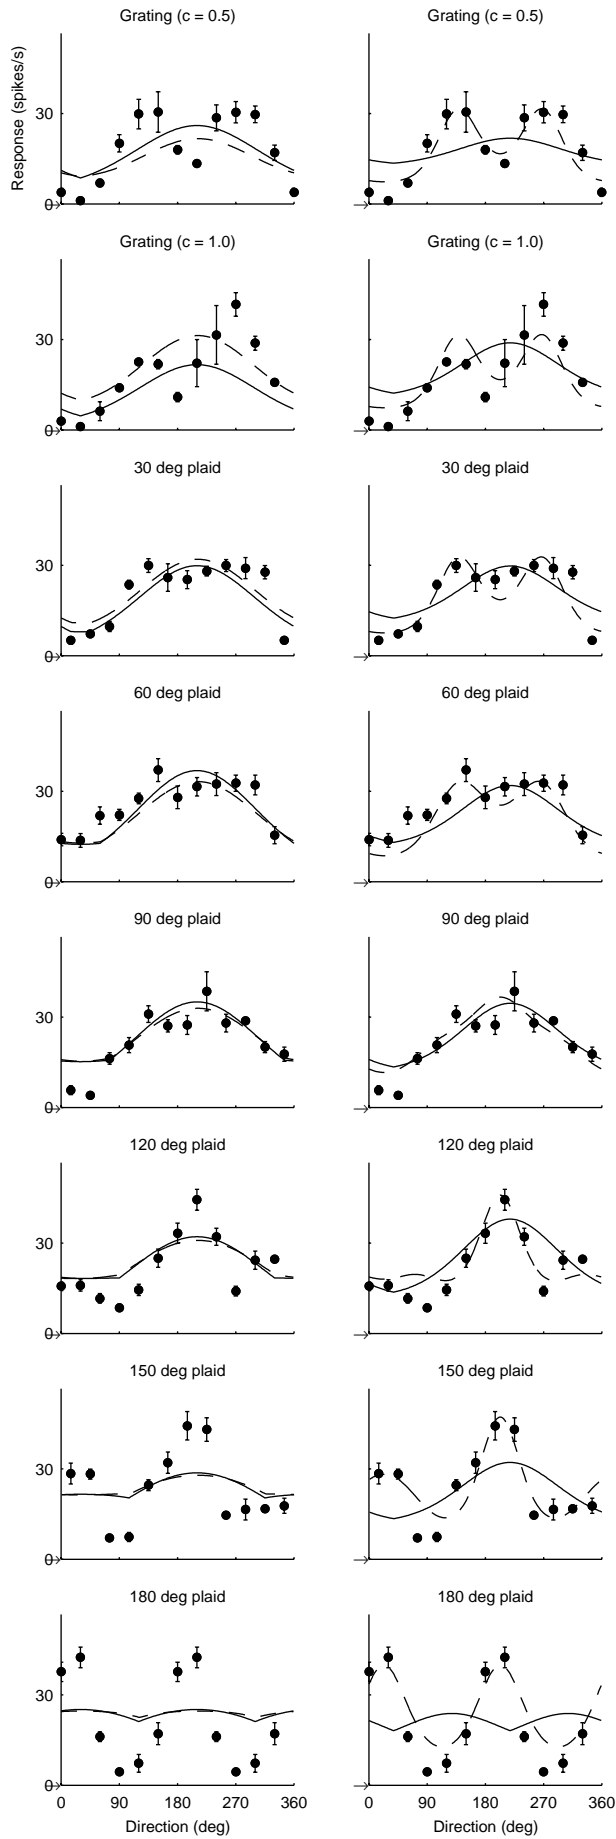 Grating (c = 0.5)
Grating (c = 0.5)
Response (spikes/s)
30
0
30
0
Grating (c = 1.0)
Grating (c = 1.0)
30
0
30
0
30 deg plaid
30 deg plaid
30
0
30
0
60 deg plaid
60 deg plaid
30
0
30
0
90 deg plaid
90 deg plaid
30
0
30
0
120 deg plaid
120 deg plaid
30
0
30
0
150 deg plaid
150 deg plaid
30
0
30
0
180 deg plaid
180 deg plaid
30
0
0 90 180 270 360
0 90 180 270 360
Direction (deg)
Direction (deg)